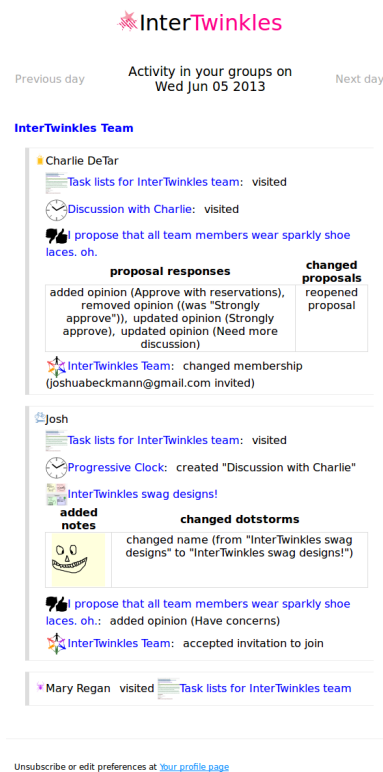 InterTwinkles
Previous day
Activity in your groups on
Wed Jun 05 2013
Next day
InterTwinkles Team
Charlie DeTar
Task lists for InterTwinkles team: visited
Discussion with Charlie: visited
I propose that all team members wear sparkly shoe
laces. oh.
proposal responses
changed
proposals
added opinion (Approve with reservations),
removed opinion ((was "Strongly
approve")), updated opinion (Strongly
approve), updated opinion (Need more
discussion)
reopened
proposal
InterTwinkles Team: changed membership
(joshuabeckmann@gmail.com invited)
Josh
Task lists for InterTwinkles team: visited
Progressive Clock: created "Discussion with Charlie"
InterTwinkles swag designs!
added
notes
changed dotstorms
changed name (from "InterTwinkles swag
designs" to "InterTwinkles swag designs!")
I propose that all team members wear sparkly shoe
laces. oh.: added opinion (Have concerns)
InterTwinkles Team: accepted invitation to join
Mary Regan visited Task lists for InterTwinkles team
Unsubscribe or edit preferences at Your profile page